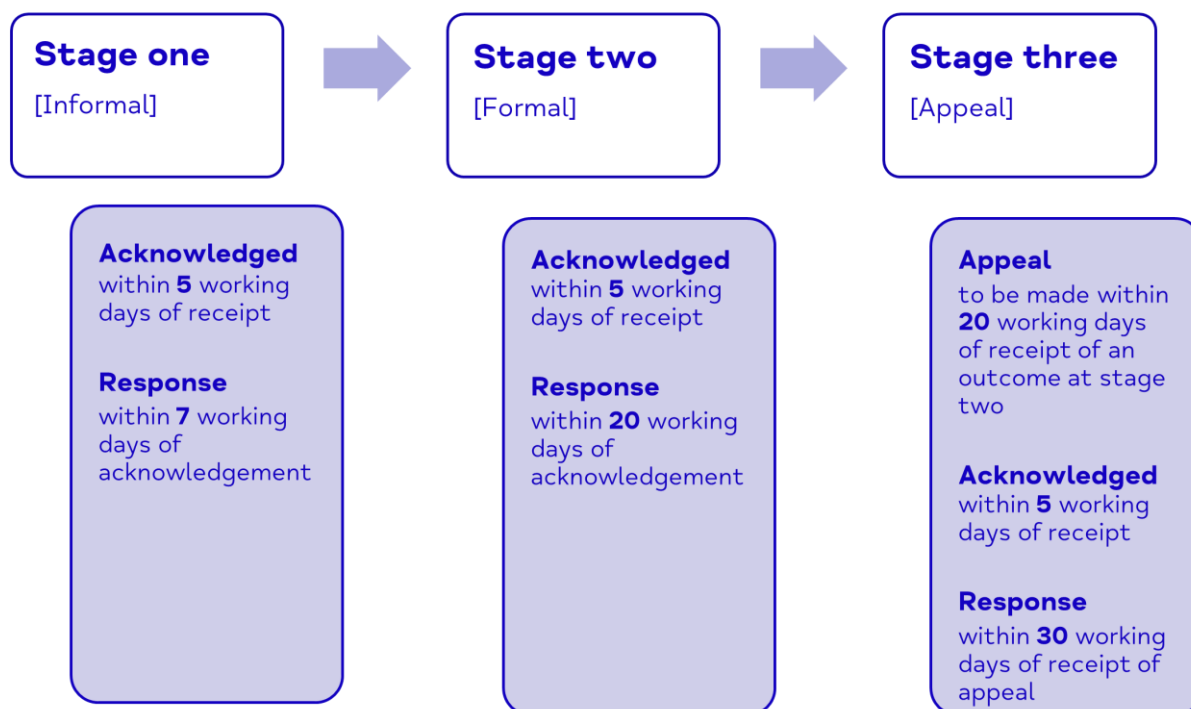 Stage one
[Informal]
Stage two
[Formal]
Stage three
[Appeal]
Acknowledged
within 5 working
days of receipt
Response
within 7 working
days of
acknowledgement
Acknowledged
within 5 working
days of receipt
Response
within 20 working
days of
acknowledgement
Appeal
to be made within
20 working days
of receipt of an
outcome at stage
two
Acknowledged
within 5 working
days of receipt
Response
within 30 working
days of receipt of
appeal